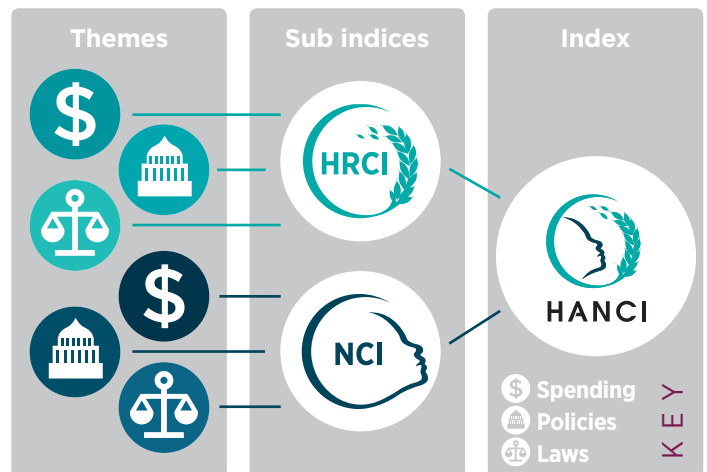 Themes
Sub indices
Index
$
HRCI
$
NCI
HANCI
$ Spending
Policies
Laws
KEY